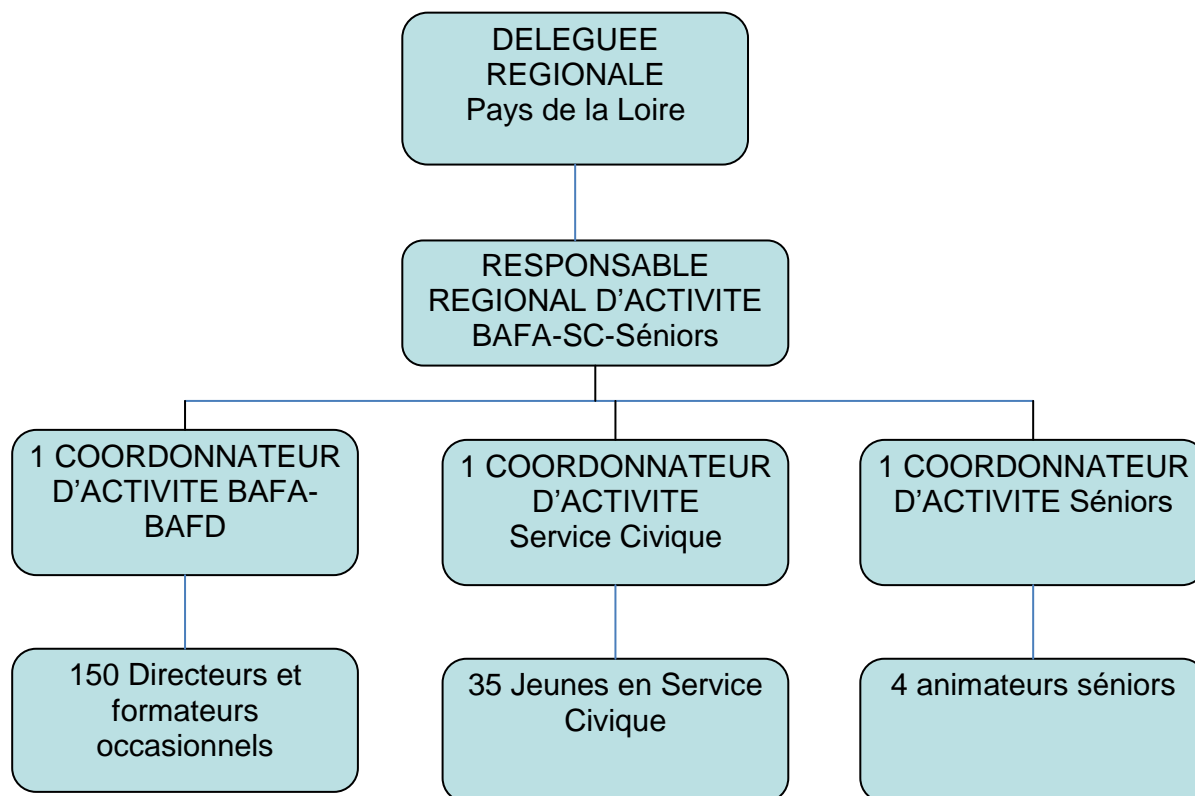 DELEGUEE
REGIONALE
Pays de la Loire
RESPONSABLE
REGIONAL D'ACTIVITE
BAFA-SC-Séniors
1 COORDONNATEUR
D'ACTIVITE BAFA-
BAFD
1 COORDONNATEUR
D'ACTIVITE
Service Civique
1 COORDONNATEUR
D'ACTIVITE Séniors
150 Directeurs et
formateurs
occasionnels
35 Jeunes en Service
Civique
4 animateurs séniors